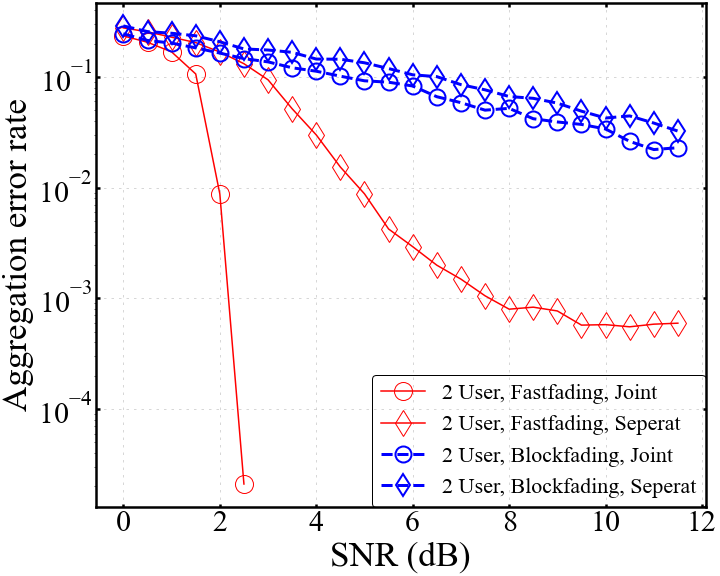 Aggregation error rate
10⁻¹
10⁻²
10⁻³
10⁻⁴
2 User, Fastfading, Joint
2 User, Fastfading, Seperat
2 User, Blockfading, Joint
2 User, Blockfading, Seperat
0 2 4 6 8 10 12
SNR (dB)